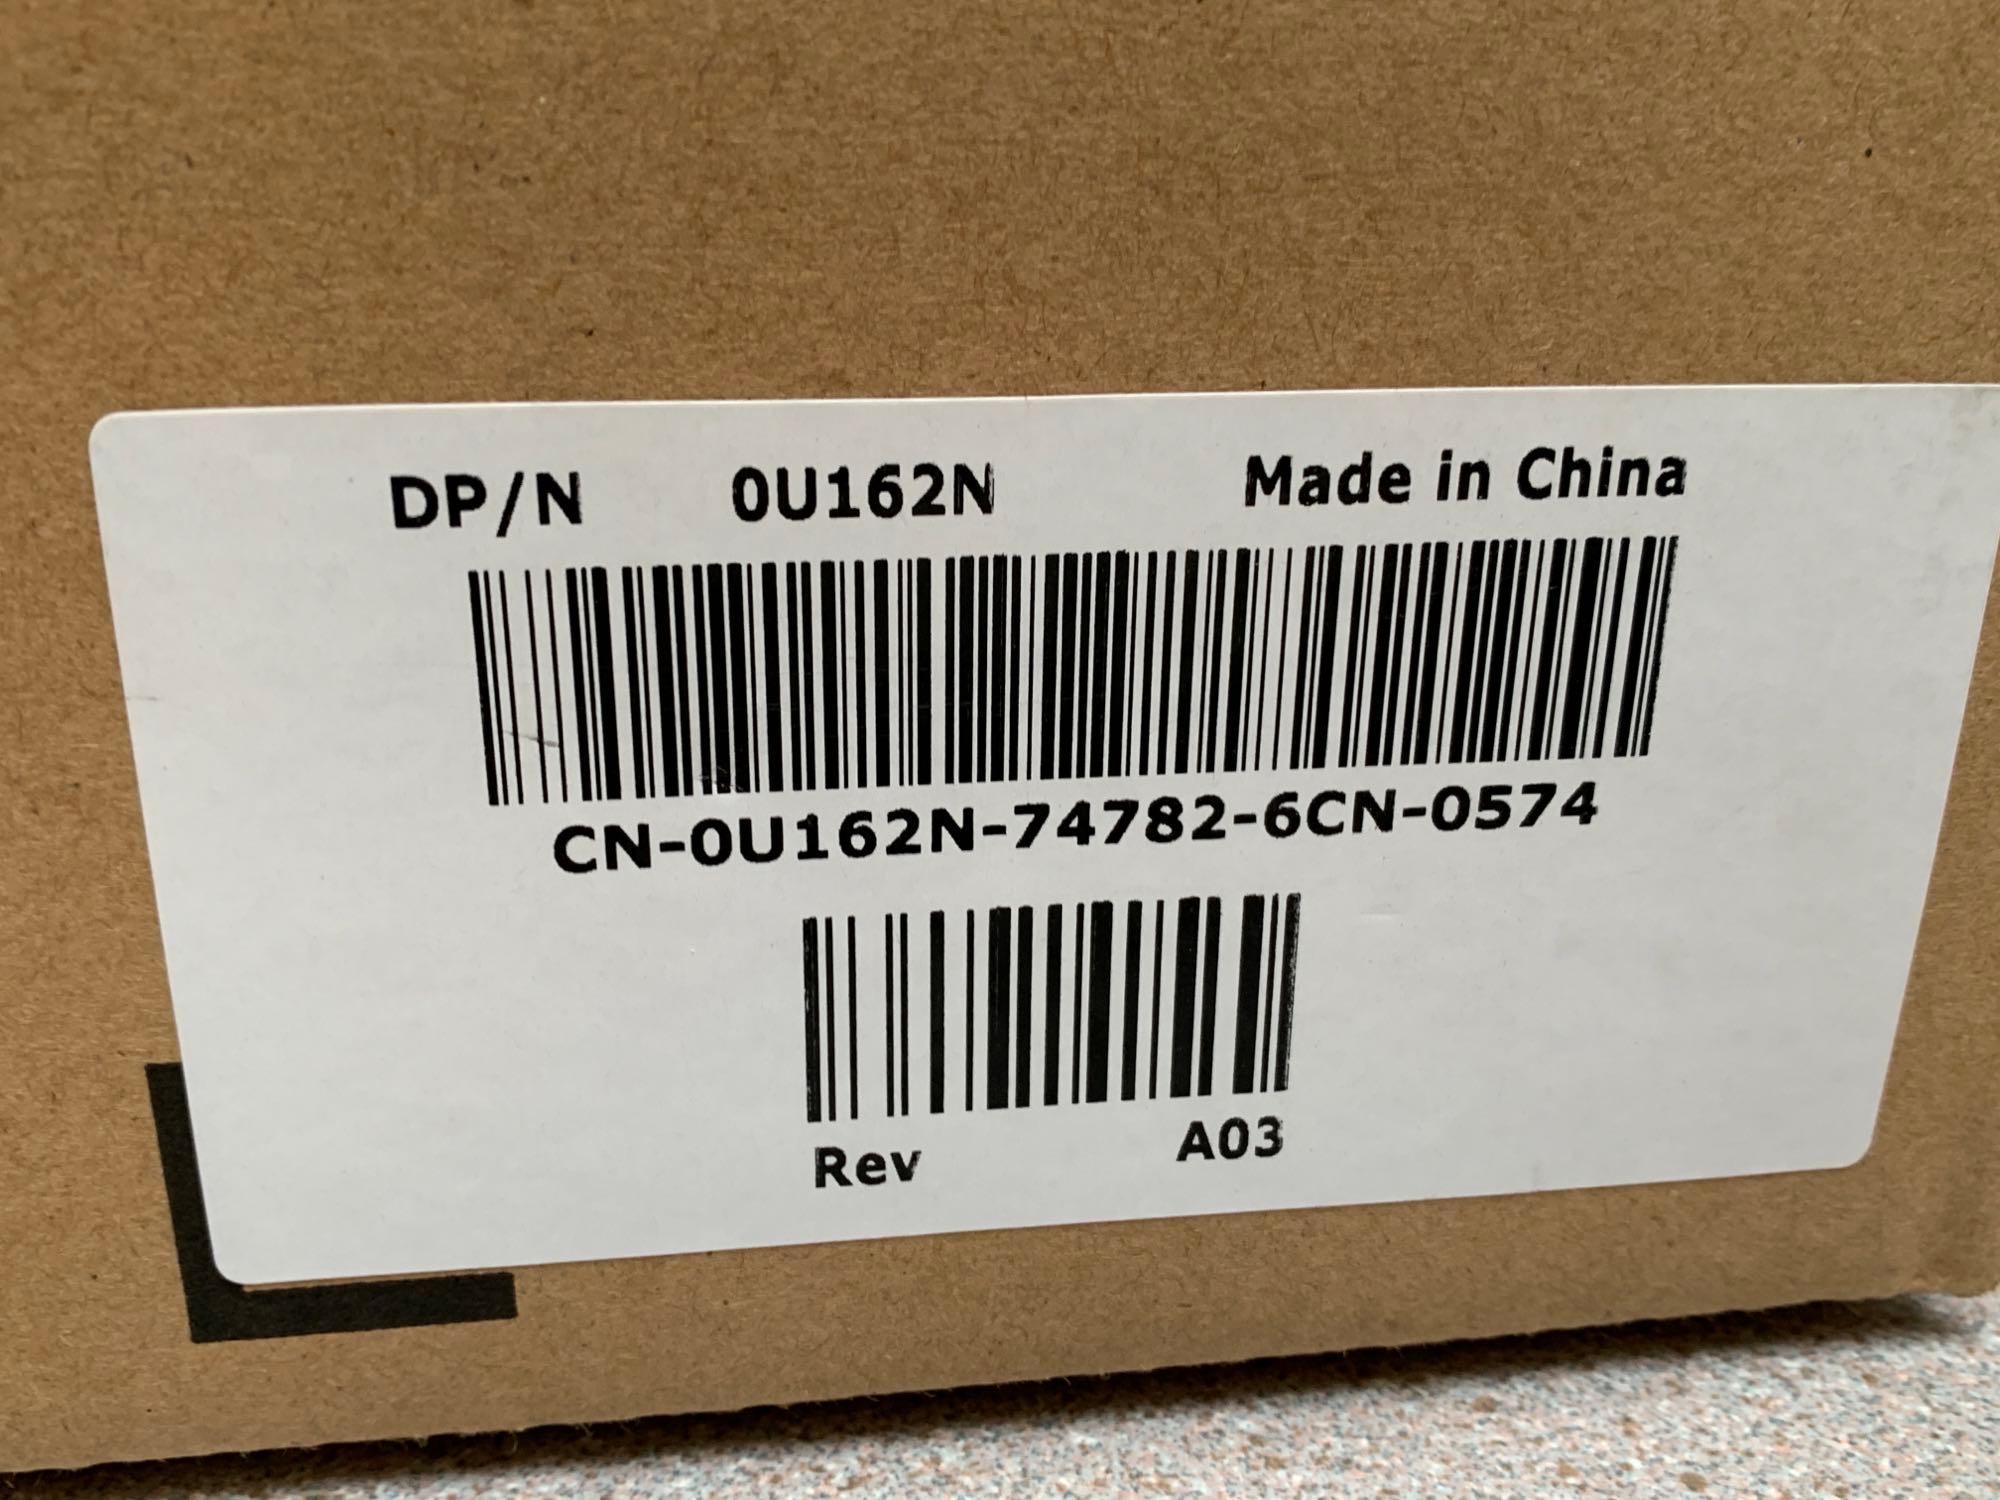 DP/N 0U162N Made in China
CN-0U162N-74782-6CN-0574
Rev A03